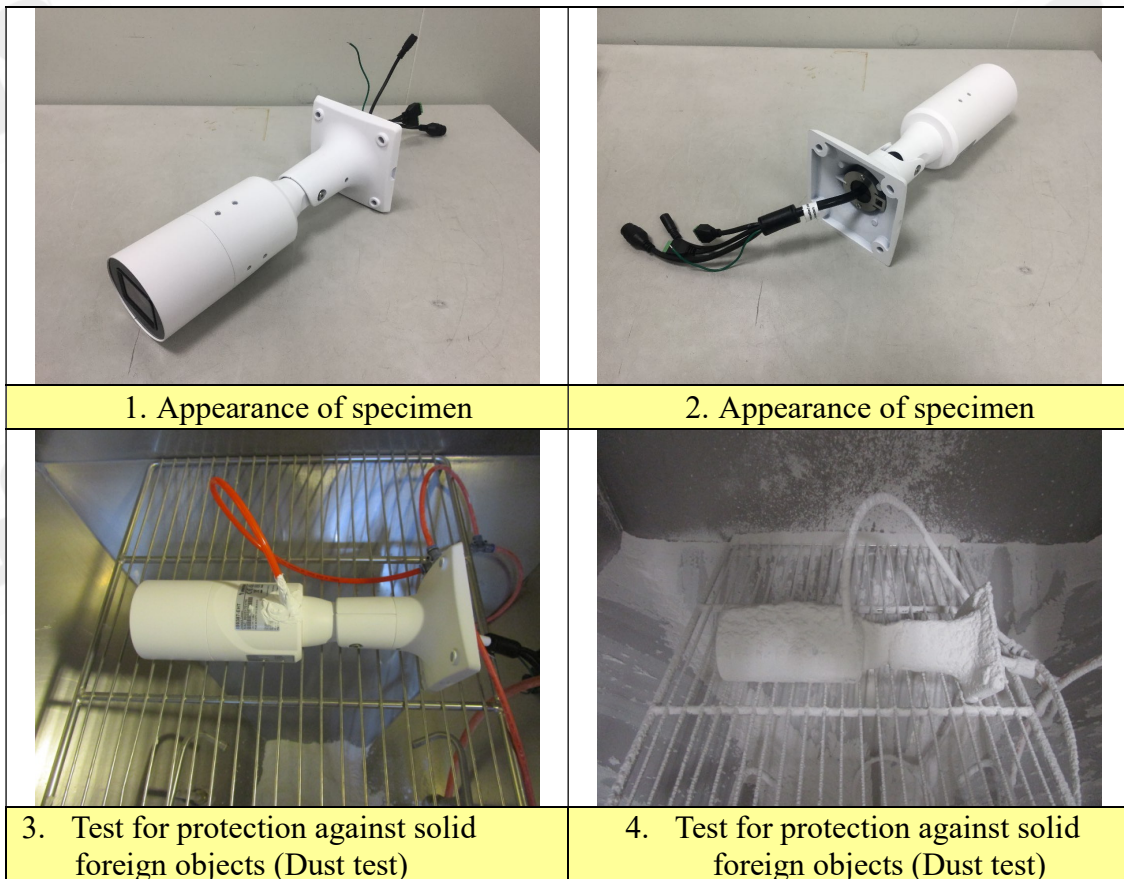 1. Appearance of specimen
2. Appearance of specimen
3. Test for protection against solid
foreign objects (Dust test)
4. Test for protection against solid
foreign objects (Dust test)